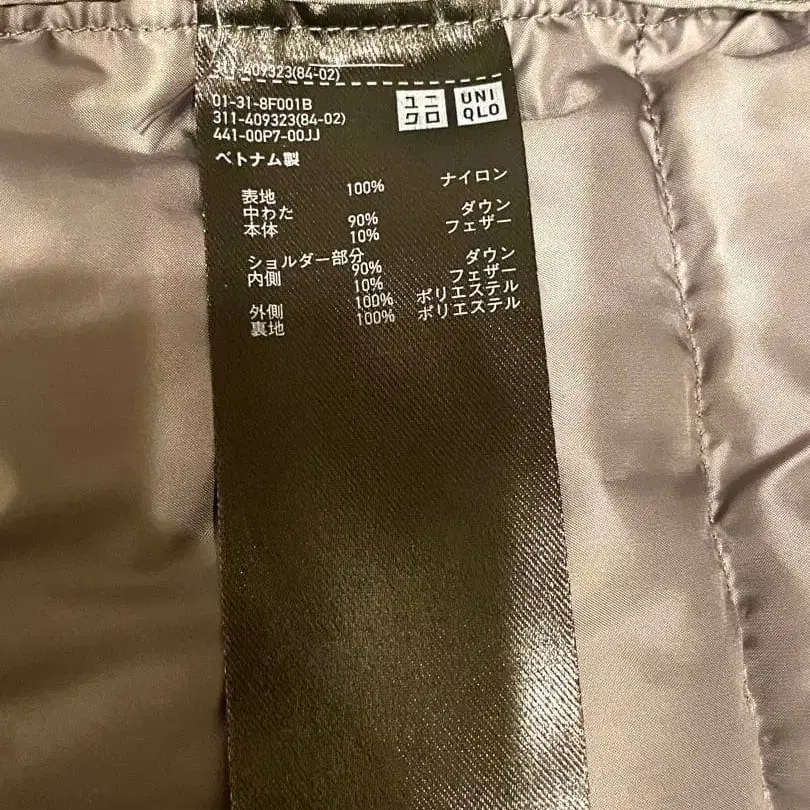 311-409323(84-02)
01-31-8F001B
311-409323(84-02)
441-00P7-00JJ
ユニ
クロ
UNI
QLO
ベトナム製
表地 100% ナイロン
中わた
本体 90% ダウン
10% フェザー
ショルダー部分
内側 90% ダウン
10% フェザー
外側 100% ポリエステル
裏地 100% ポリエステル